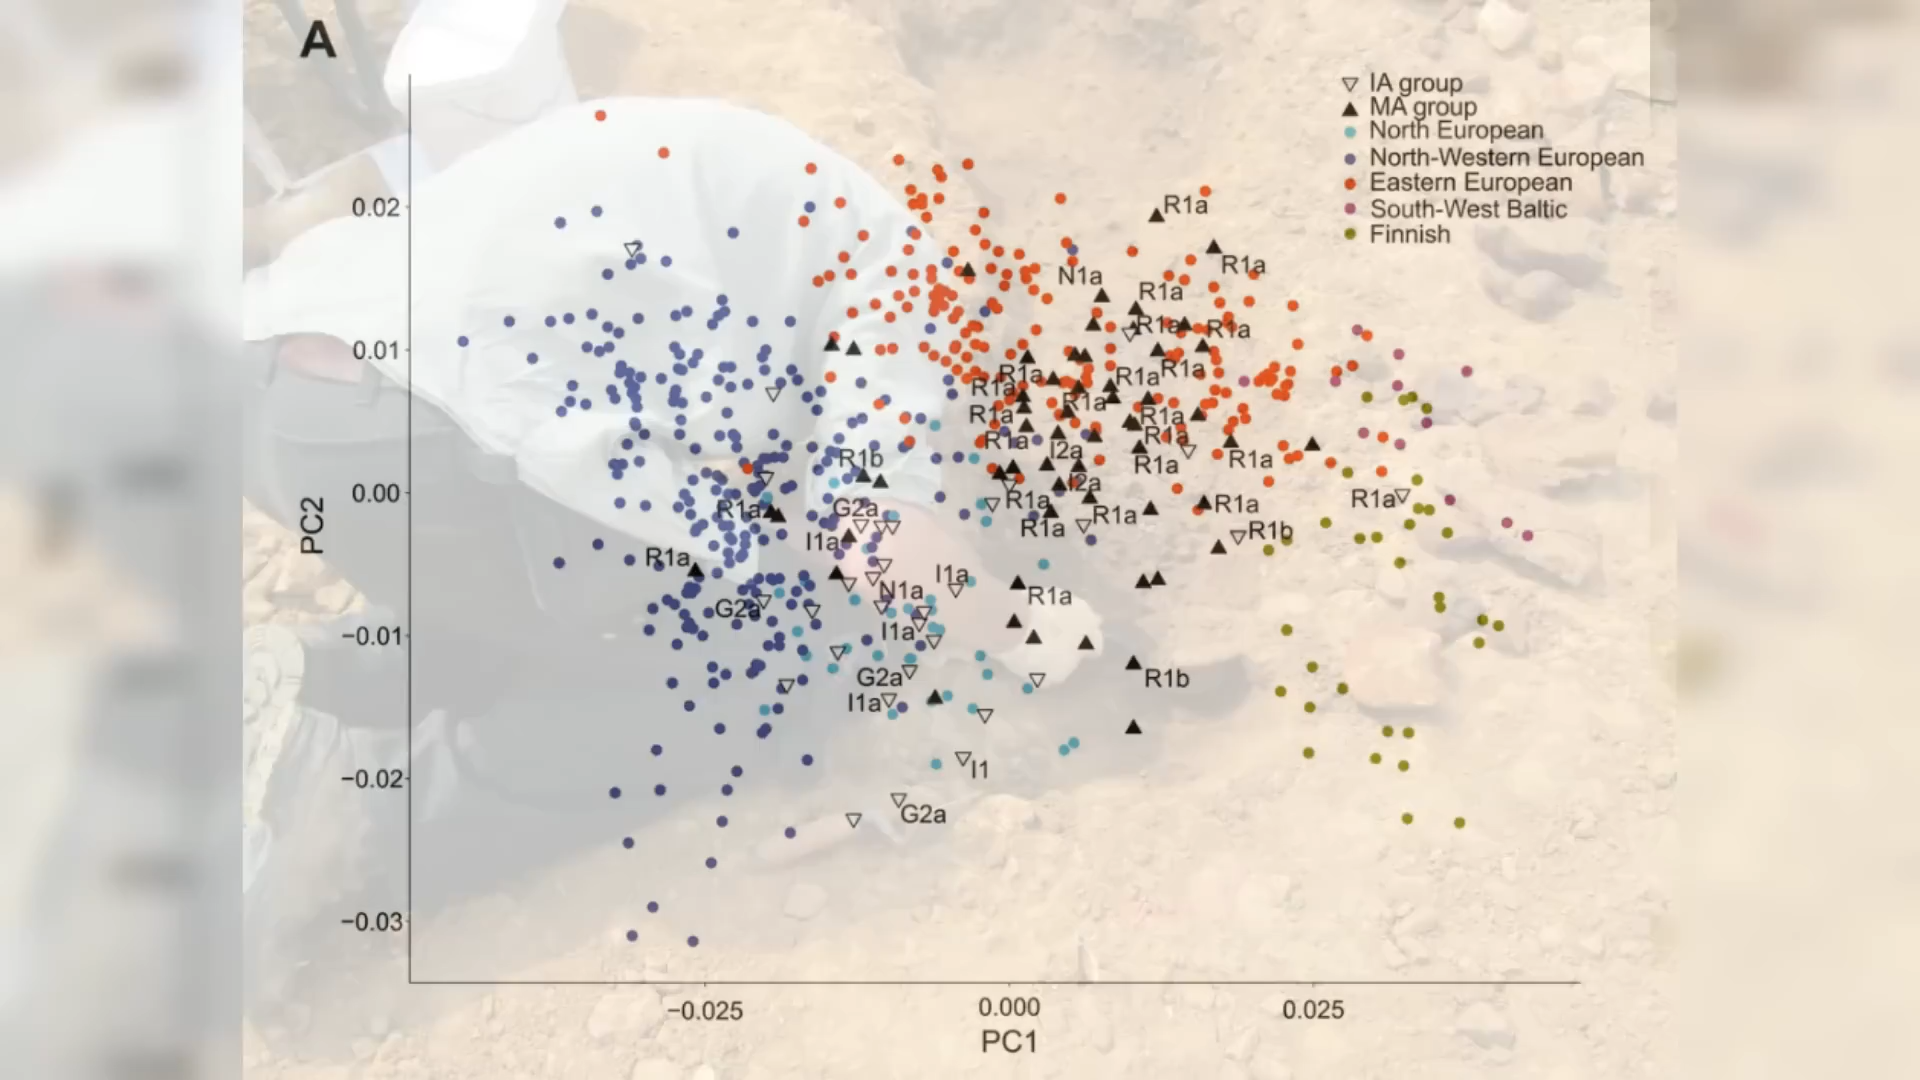 A
IA group
MA group
North European
North-Western European
Eastern European
South-West Baltic
Finnish
0.02
0.01
0.00
−0.01
−0.02
−0.03
PC2
R1a
R1a
N1a
R1a
R1a
R1a
R1a
R1a
R1a
R1a
R1a
R1a
R1a
R1a
R1a
I2a
R1b
R1a
R1a
I2a
R1a
R1a
G2a
R1a
R1a
R1a
R1a
I1a
R1b
R1a
I1a
N1a
R1a
G2a
I1a
G2a
R1b
I1a
I1
G2a
−0.025
0.000
0.025
PC1